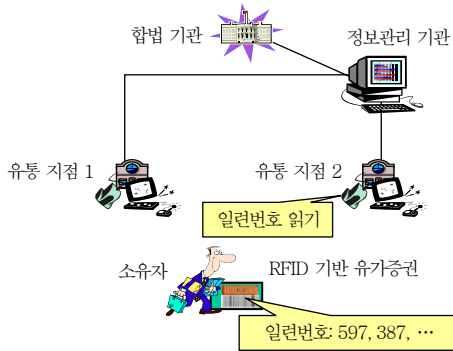 합법 기관
정보관리 기관
유통 지점 1
유통 지점 2
일련번호 읽기
소유자
RFID 기반 유가증권
일련번호: 597, 387, …